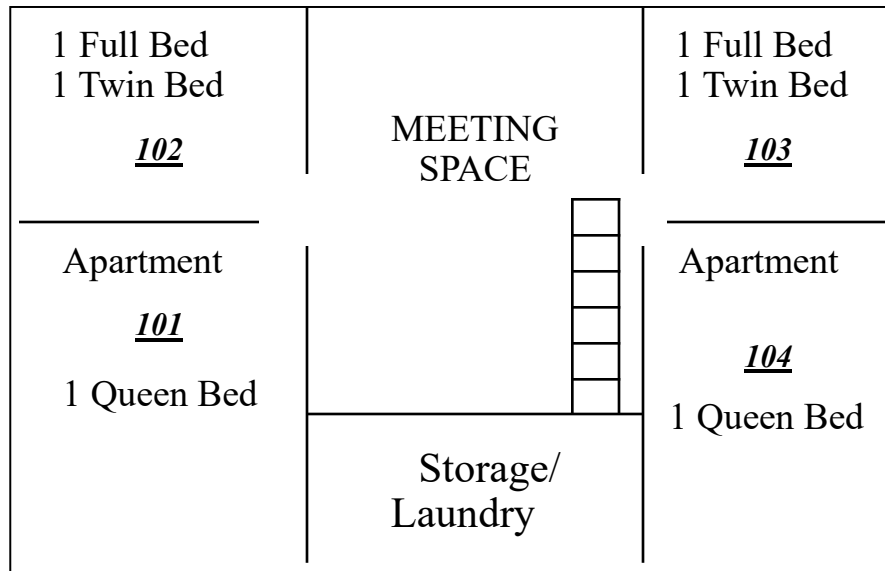 1 Full Bed
1 Twin Bed
102
Apartment
101
1 Queen Bed
MEETING
SPACE
Storage/
Laundry
1 Full Bed
1 Twin Bed
103
Apartment
104
1 Queen Bed